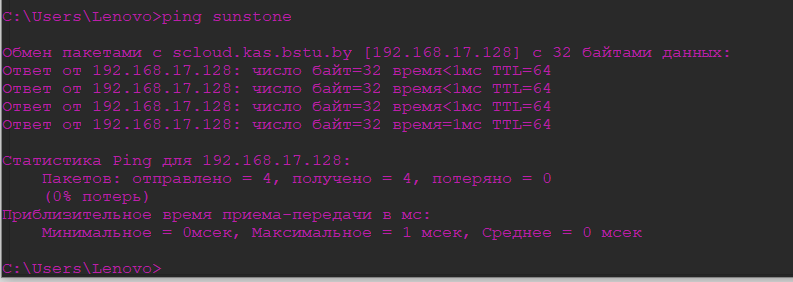 C:\Users\Lenovo>ping sunstone
Обмен пакетами с scloud.kas.bstu.by [192.168.17.128] с 32 байтами данных:
Ответ от 192.168.17.128: число байт=32 время<1мс TTL=64
Ответ от 192.168.17.128: число байт=32 время<1мс TTL=64
Ответ от 192.168.17.128: число байт=32 время<1мс TTL=64
Ответ от 192.168.17.128: число байт=32 время=1мс TTL=64
Статистика Ping для 192.168.17.128:
Пакетов: отправлено = 4, получено = 4, потеряно = 0
(0% потерь)
Приблизительное время приема-передачи в мс:
Минимальное = 0мсек, Максимальное = 1 мсек, Среднее = 0 мсек
C:\Users\Lenovo>